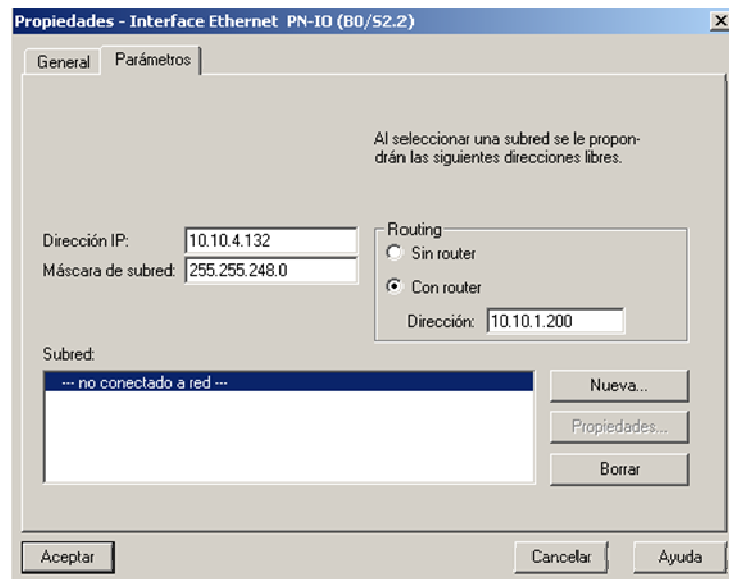 Propiedades - Interface Ethernet PN-IO (B0/S2.2)
General Parámetros
Al seleccionar una subred se le propon-
drán las siguientes direcciones libres.
Dirección IP: 10.10.4.132
Máscara de subred: 255.255.248.0
Routing
Sin router
Con router
Dirección: 10.10.1.200
Subred:
--- no conectado a red ---
Nueva...
Propiedades...
Borrar
Aceptar Cancelar Ayuda